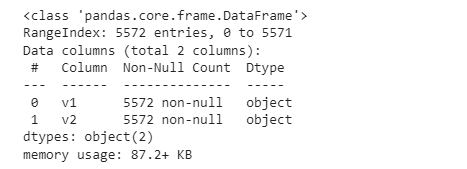 <class 'pandas.core.frame.DataFrame'>
RangeIndex: 5572 entries, 0 to 5571
Data columns (total 2 columns):
 #   Column  Non-Null Count  Dtype
---  ------  --------------  -----
 0   v1      5572 non-null   object
 1   v2      5572 non-null   object
dtypes: object(2)
memory usage: 87.2+ KB